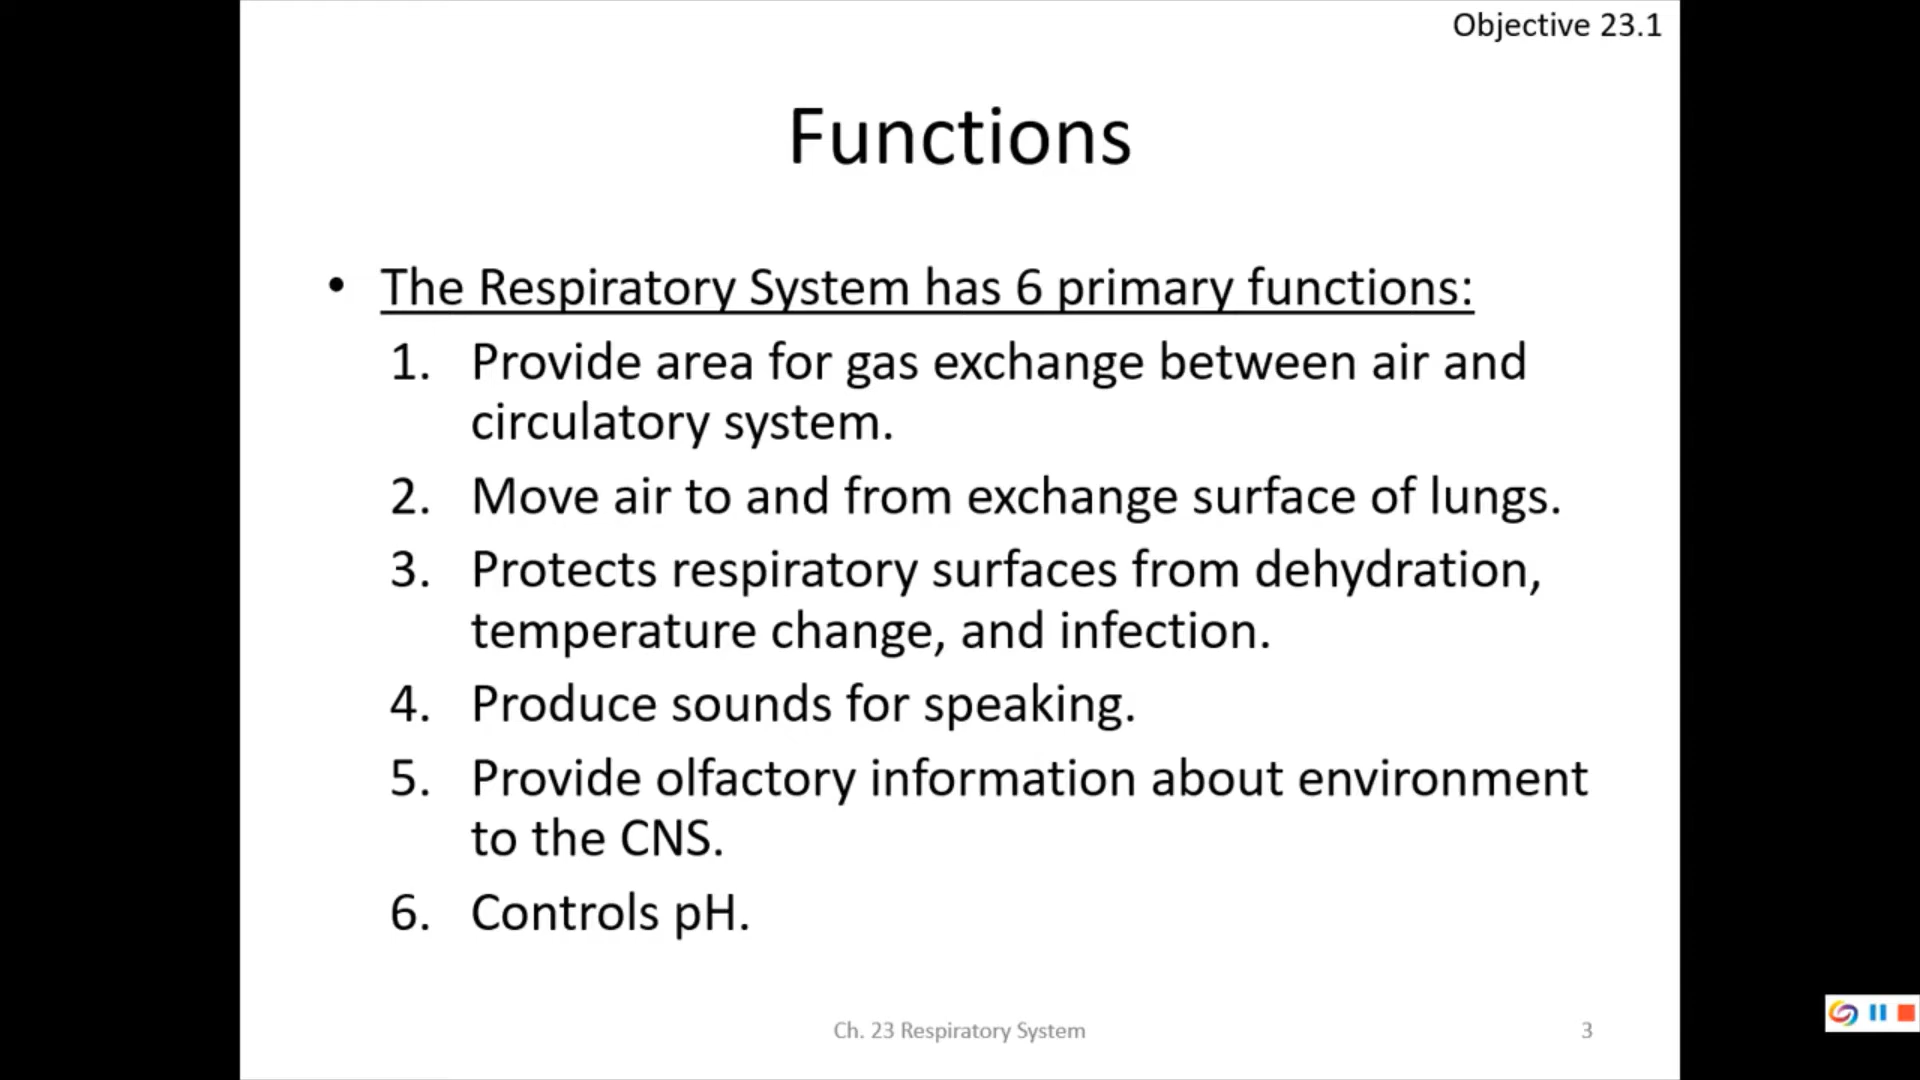 Objective 23.1
Functions
• The Respiratory System has 6 primary functions:
1. Provide area for gas exchange between air and
circulatory system.
2. Move air to and from exchange surface of lungs.
3. Protects respiratory surfaces from dehydration,
temperature change, and infection.
4. Produce sounds for speaking.
5. Provide olfactory information about environment
to the CNS.
6. Controls pH.
Ch. 23 Respiratory System
3